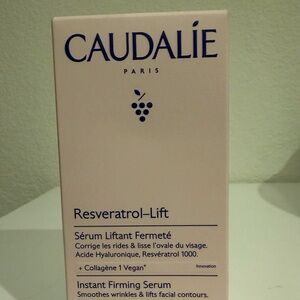 CAUDALÍE
PARIS
Resveratrol–Lift
Sérum Liftant Fermeté
Corrige les rides & lisse l'ovale du visage.
Acide Hyaluronique, Resvératrol 1000.
+ Collagène 1 Vegan*
Innovation
Instant Firming Serum
Smoothes wrinkles & lifts facial contours.